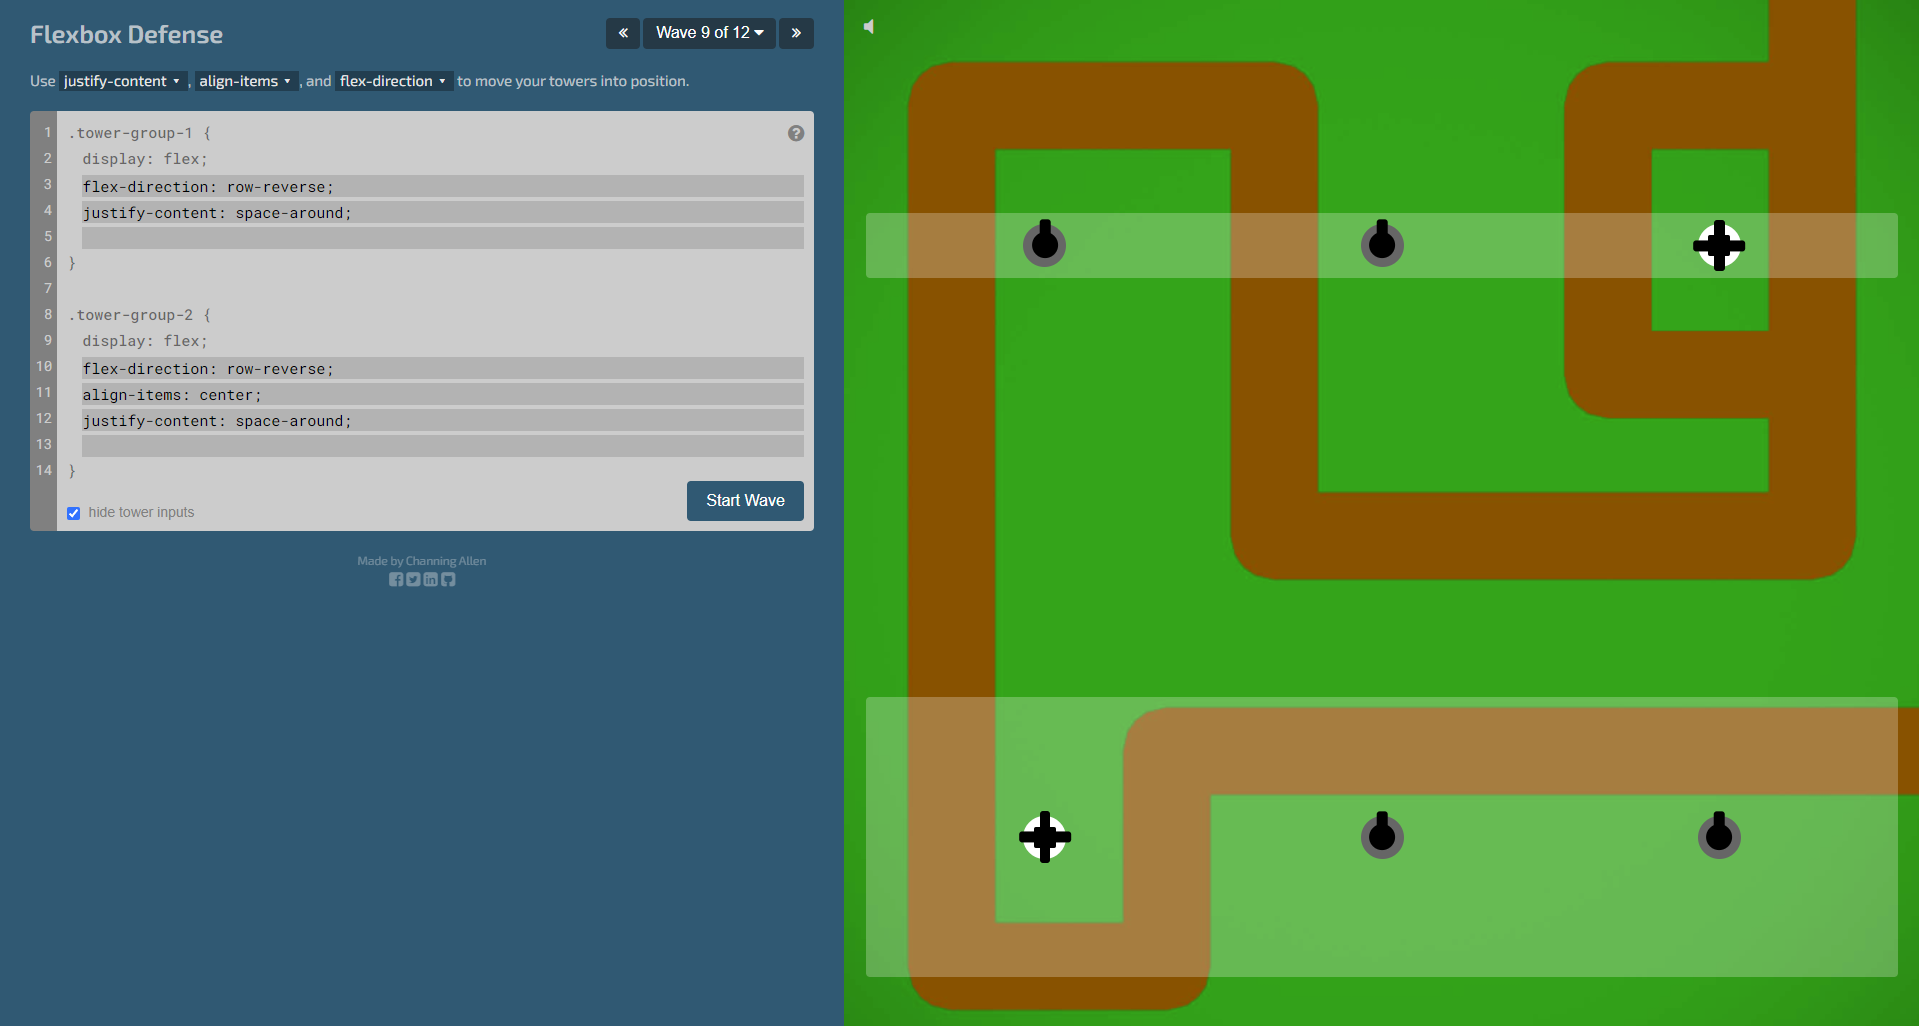 Flexbox Defense
« Wave 9 of 12 »
Use justify-content , align-items , and flex-direction to move your towers into position.
1 .tower-group-1 { ?
2 display: flex;
3 flex-direction: row-reverse;
4 justify-content: space-around;
5
6 }
7
8 .tower-group-2 {
9 display: flex;
10 flex-direction: row-reverse;
11 align-items: center;
12 justify-content: space-around;
13
14 }
hide tower inputs Start Wave
Made by Channing Allen